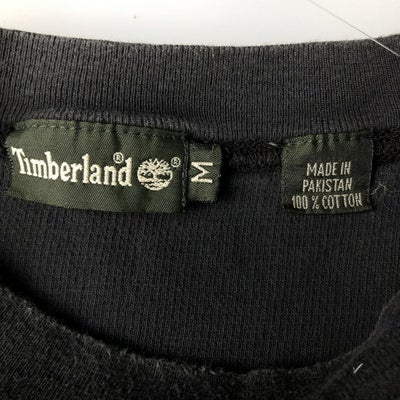 Timberland® ®
M
MADE IN
PAKISTAN
100% COTTON